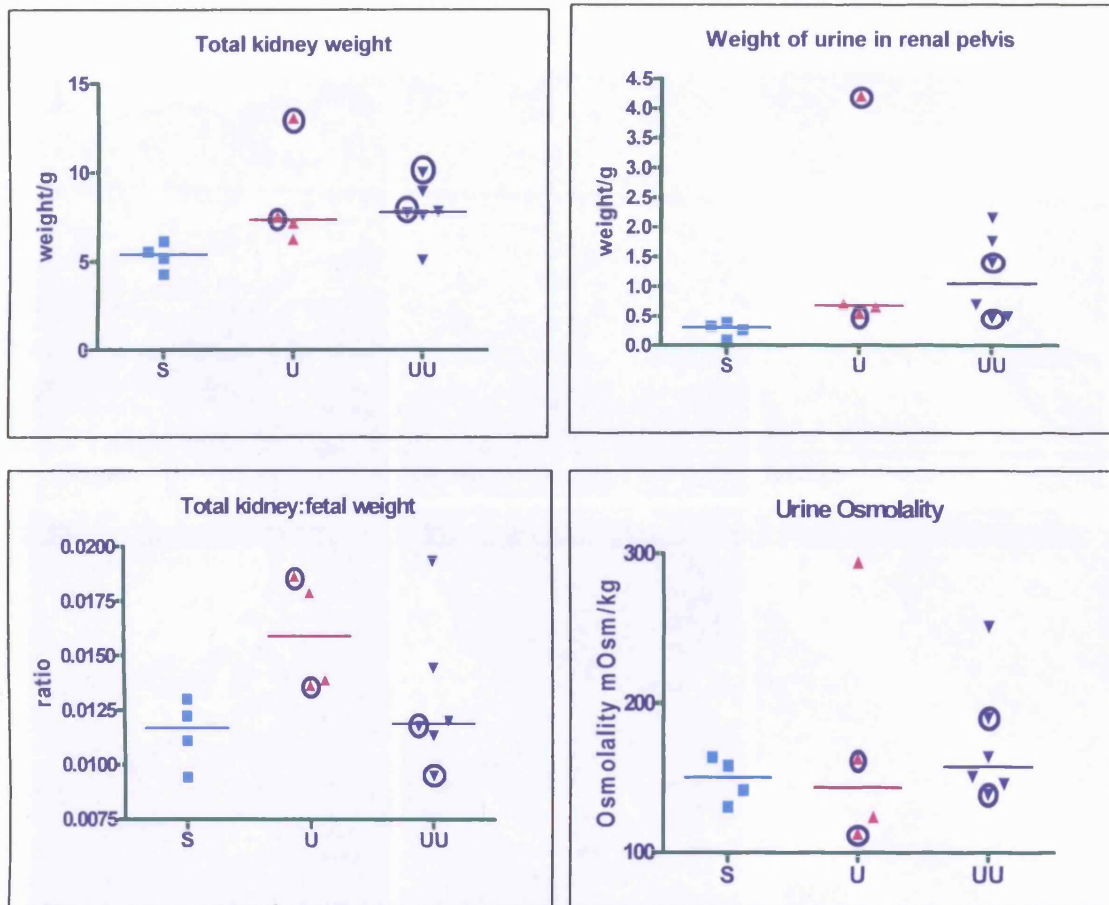 Total kidney weight
weight/g
15
10
5
0
S U UU
Weight of urine in renal pelvis
weight/g
4.5
4.0
3.5
3.0
2.5
2.0
1.5
1.0
0.5
0.0
S U UU
Total kidney:fetal weight
ratio
0.0200
0.0175
0.0150
0.0125
0.0100
0.0075
S U UU
Urine Osmolality
Osmolality mOsm/kg
300
200
100
S U UU